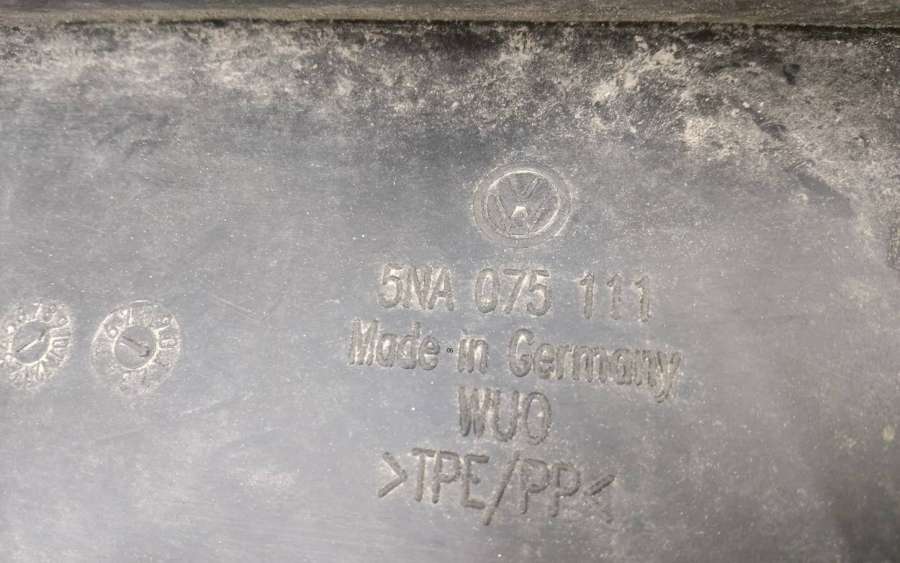 5NA 075 111
Made in Germany
WUO
>TPE/PP<